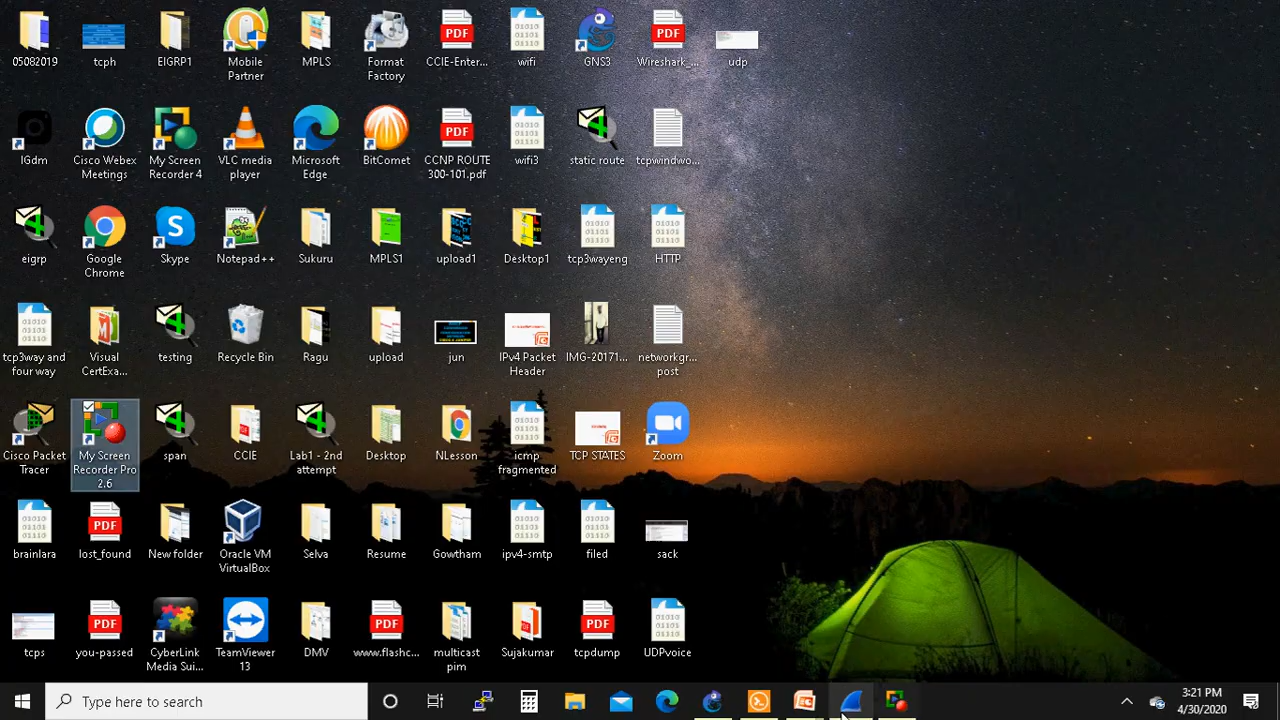 05082019
tcph
EIGRP1
Mobile
Partner
MPLS
Format
Factory
PDF
CCIE-Enter...
wifi
GNS3
PDF
Wireshark_...
udp
IGdm
Cisco Webex
Meetings
My Screen
Recorder 4
VLC media
player
Microsoft
Edge
BitComet
PDF
CCNP ROUTE
300-101.pdf
wifi3
static route
tcpwindwo...
eigrp
Google
Chrome
Skype
Notepad++
Sukuru
MPLS1
upload1
Desktop1
tcp3wayeng
HTTP
tcp3way and
four way
Visual
CertExa...
testing
Recycle Bin
Ragu
upload
jun
IPv4 Packet
Header
IMG-20171...
networkgr...
post
Cisco Packet
Tracer
My Screen
Recorder Pro
2.6
span
CCIE
Lab1 - 2nd
attempt
Desktop
NLesson
icmp
fragmented
TCP STATES
Zoom
brainlara
PDF
lost_found
New folder
Oracle VM
VirtualBox
Selva
Resume
Gowtham
ipv4-smtp
filed
sack
tcps
PDF
you-passed
CyberLink
Media Sui...
TeamViewer
13
DMV
PDF
www.flashc...
multicast
pim
Sujakumar
PDF
tcpdump
UDPvoice
Type here to search
PM
4/30/2020